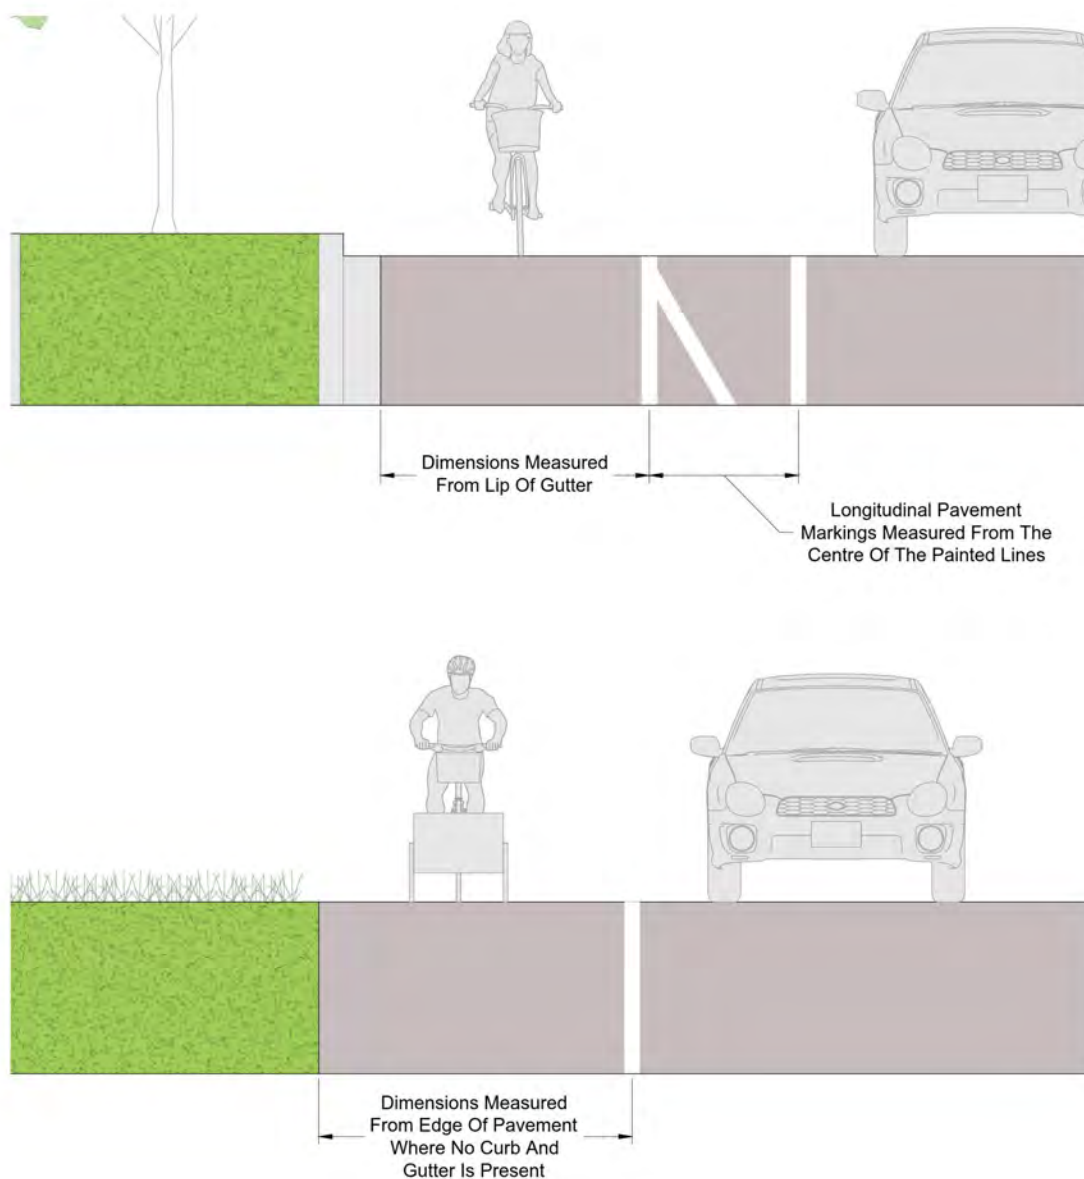 Dimensions Measured
From Lip Of Gutter
Longitudinal Pavement
Markings Measured From The
Centre Of The Painted Lines
Dimensions Measured
From Edge Of Pavement
Where No Curb And
Gutter Is Present